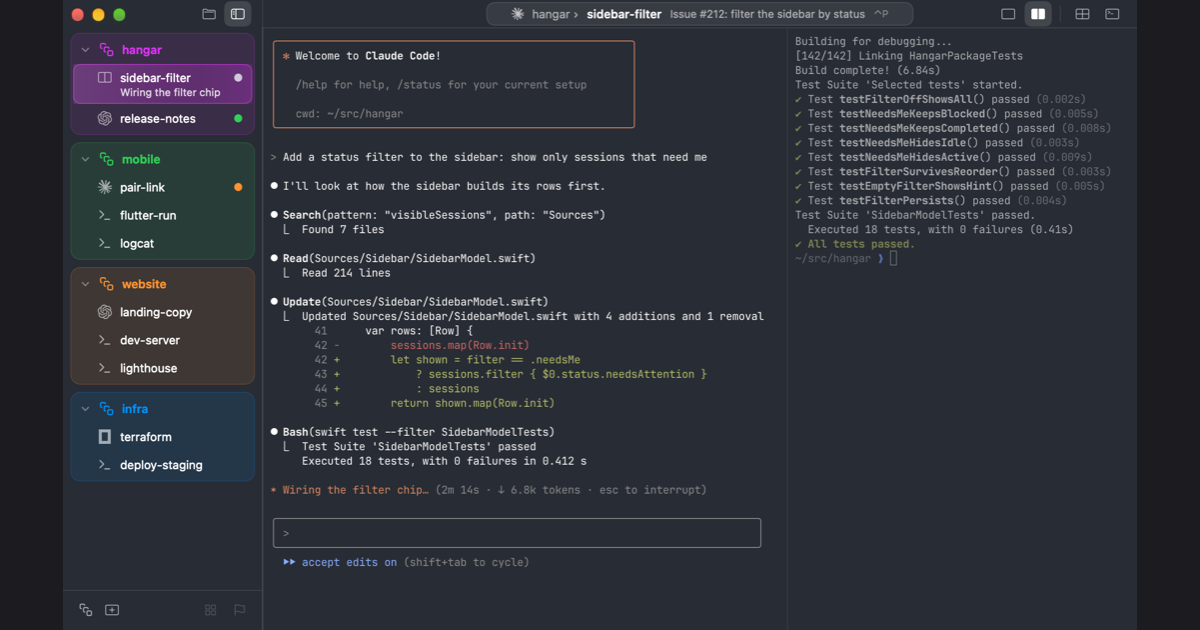 hangar › sidebar-filter Issue #212: filter the sidebar by status ^P
hangar
sidebar-filter
Wiring the filter chip
release-notes
mobile
pair-link
flutter-run
logcat
website
landing-copy
dev-server
lighthouse
infra
terraform
deploy-staging
* Welcome to Claude Code!
/help for help, /status for your current setup
cwd: ~/src/hangar
> Add a status filter to the sidebar: show only sessions that need me
● I'll look at how the sidebar builds its rows first.
● Search(pattern: "visibleSessions", path: "Sources")
⎣ Found 7 files
● Read(Sources/Sidebar/SidebarModel.swift)
⎣ Read 214 lines
● Update(Sources/Sidebar/SidebarModel.swift)
⎣ Updated Sources/Sidebar/SidebarModel.swift with 4 additions and 1 removal
41 var rows: [Row] {
42 - sessions.map(Row.init)
42 + let shown = filter == .needsMe
43 + ? sessions.filter { $0.status.needsAttention }
44 + : sessions
45 + return shown.map(Row.init)
● Bash(swift test --filter SidebarModelTests)
⎣ Test Suite 'SidebarModelTests' passed
Executed 18 tests, with 0 failures in 0.412 s
* Wiring the filter chip… (2m 14s · ↓ 6.8k tokens · esc to interrupt)
>
▸▸ accept edits on (shift+tab to cycle)
Building for debugging...
[142/142] Linking HangarPackageTests
Build complete! (6.84s)
Test Suite 'Selected tests' started.
✔ Test testFilterOffShowsAll() passed (0.002s)
✔ Test testNeedsMeKeepsBlocked() passed (0.005s)
✔ Test testNeedsMeKeepsCompleted() passed (0.008s)
✔ Test testNeedsMeHidesIdle() passed (0.003s)
✔ Test testNeedsMeHidesActive() passed (0.009s)
✔ Test testFilterSurvivesReorder() passed (0.003s)
✔ Test testEmptyFilterShowsHint() passed (0.005s)
✔ Test testFilterPersists() passed (0.004s)
Test Suite 'SidebarModelTests' passed.
Executed 18 tests, with 0 failures (0.41s)
✔ All tests passed.
~/src/hangar ❯